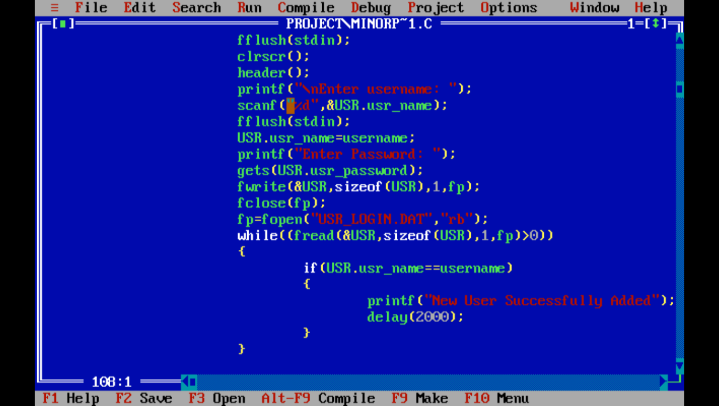 ≡ File Edit Search Run Compile Debug Project Options Window Help
[■] PROJECT\MINORP~1.C 1=[↕]
fflush(stdin);
clrscr();
header();
printf("\nEnter username: ");
scanf("%d",&USR.usr_name);
fflush(stdin);
USR.usr_name=username;
printf("Enter Password: ");
gets(USR.usr_password);
fwrite(&USR,sizeof(USR),1,fp);
fclose(fp);
fp=fopen("USR_LOGIN.DAT","rb");
while((fread(&USR,sizeof(USR),1,fp)>0))
{
if(USR.usr_name==username)
{
printf("New User Successfully Added");
delay(2000);
}
}
108:1
F1 Help F2 Save F3 Open Alt-F9 Compile F9 Make F10 Menu